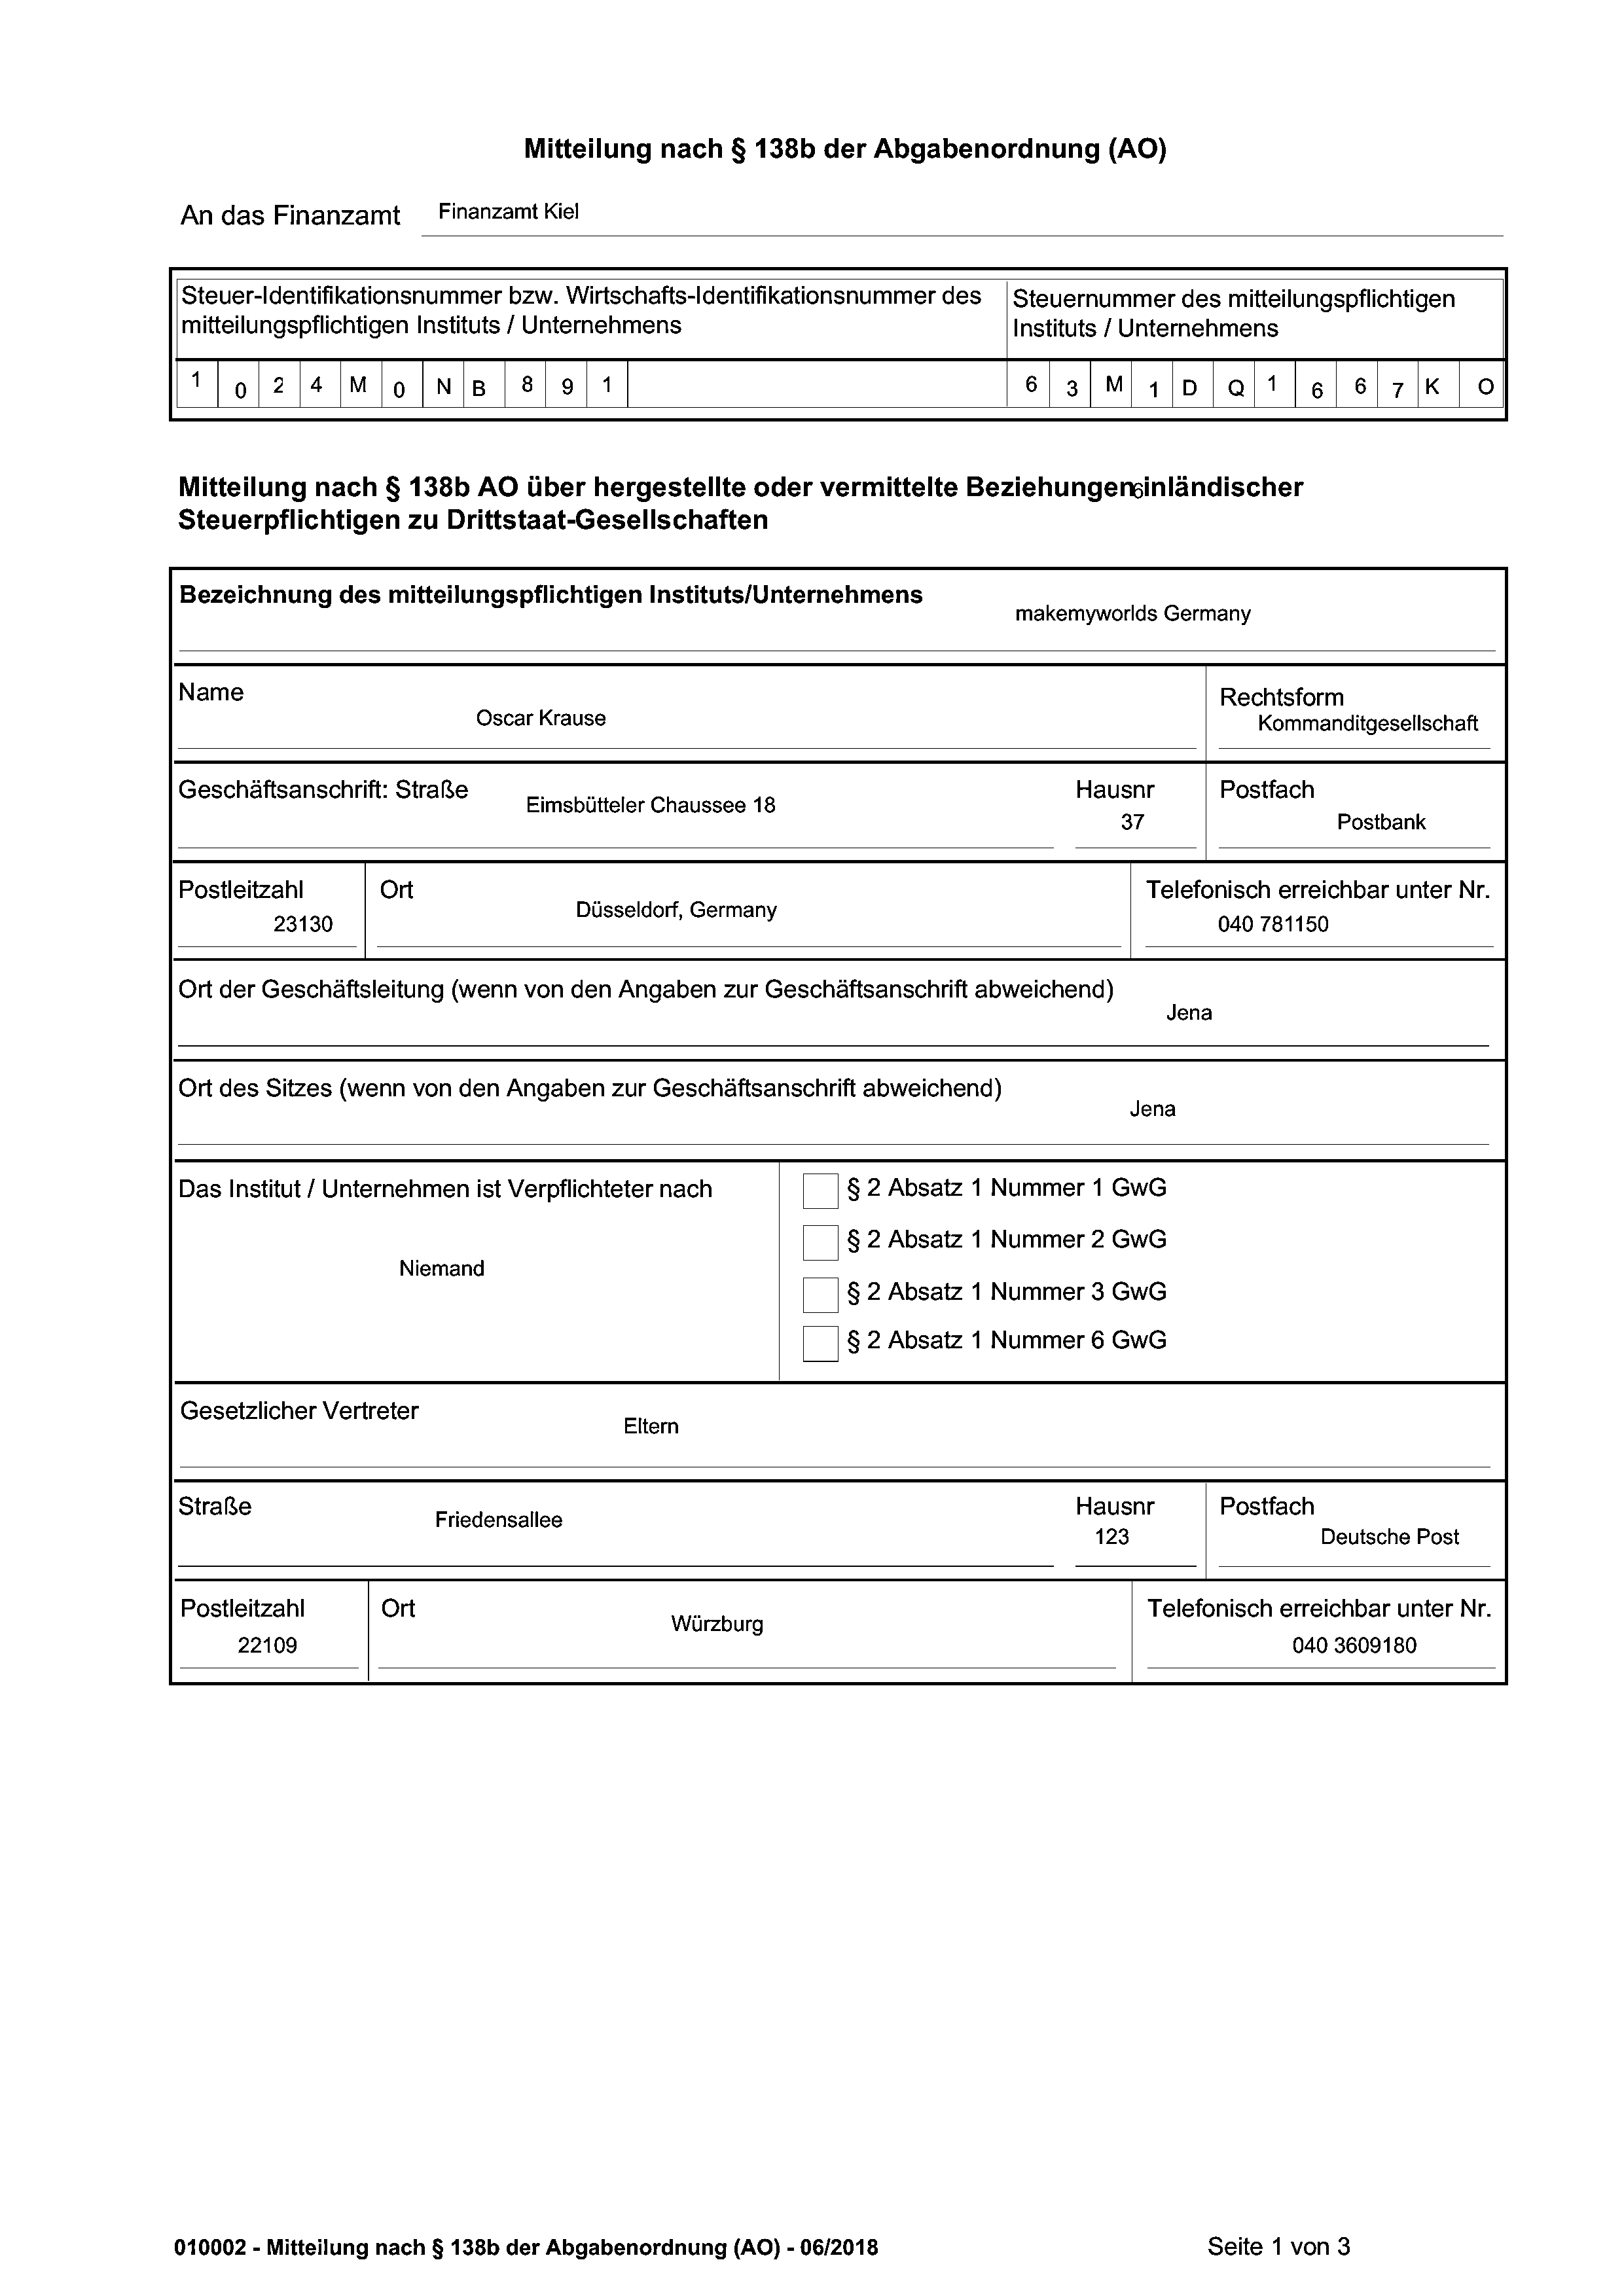 Mitteilung nach § 138b der Abgabenordnung (AO)
An das Finanzamt Finanzamt Kiel
Steuer-Identifikationsnummer bzw. Wirtschafts-Identifikationsnummer des
mitteilungspflichtigen Instituts / Unternehmens
Steuernummer des mitteilungspflichtigen
Instituts / Unternehmens
1 0 2 4 M 0 N B 8 9 1 6 3 M 1 D Q 1 6 6 7 K O
Mitteilung nach § 138b AO über hergestellte oder vermittelte Beziehungen inländischer
6
Steuerpflichtigen zu Drittstaat-Gesellschaften
Bezeichnung des mitteilungspflichtigen Instituts/Unternehmens
makemyworlds Germany
Name
Oscar Krause
Rechtsform
Kommanditgesellschaft
Geschäftsanschrift: Straße
Eimsbütteler Chaussee 18
Hausnr
37
Postfach
Postbank
Postleitzahl
23130
Ort
Düsseldorf, Germany
Telefonisch erreichbar unter Nr.
040 781150
Ort der Geschäftsleitung (wenn von den Angaben zur Geschäftsanschrift abweichend)
Jena
Ort des Sitzes (wenn von den Angaben zur Geschäftsanschrift abweichend)
Jena
Das Institut / Unternehmen ist Verpflichteter nach
Niemand
§ 2 Absatz 1 Nummer 1 GwG
§ 2 Absatz 1 Nummer 2 GwG
§ 2 Absatz 1 Nummer 3 GwG
§ 2 Absatz 1 Nummer 6 GwG
Gesetzlicher Vertreter
Eltern
Straße
Friedensallee
Hausnr
123
Postfach
Deutsche Post
Postleitzahl
22109
Ort
Würzburg
Telefonisch erreichbar unter Nr.
040 3609180
010002 - Mitteilung nach § 138b der Abgabenordnung (AO) - 06/2018
Seite 1 von 3